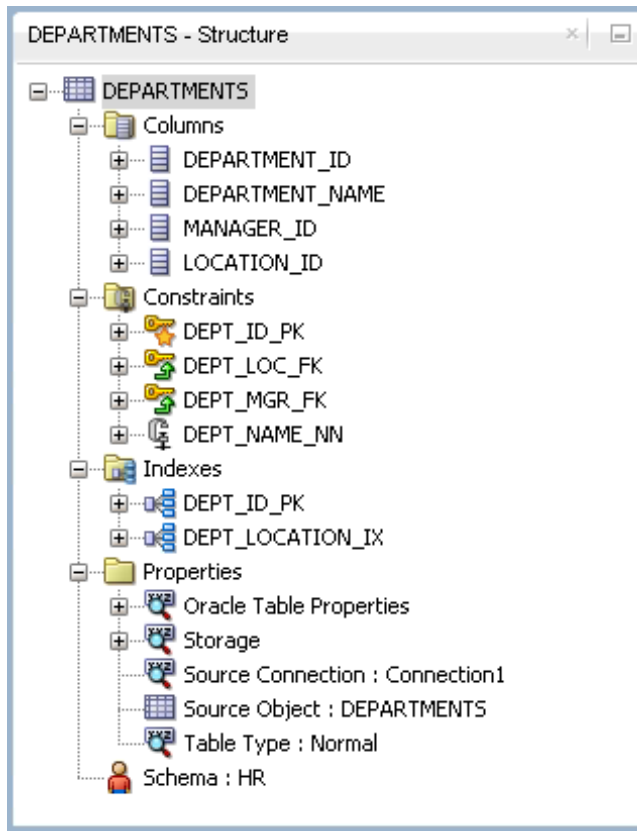 DEPARTMENTS - Structure
DEPARTMENTS
Columns
DEPARTMENT_ID
DEPARTMENT_NAME
MANAGER_ID
LOCATION_ID
Constraints
DEPT_ID_PK
DEPT_LOC_FK
DEPT_MGR_FK
DEPT_NAME_NN
Indexes
DEPT_ID_PK
DEPT_LOCATION_IX
Properties
Oracle Table Properties
Storage
Source Connection : Connection1
Source Object : DEPARTMENTS
Table Type : Normal
Schema : HR